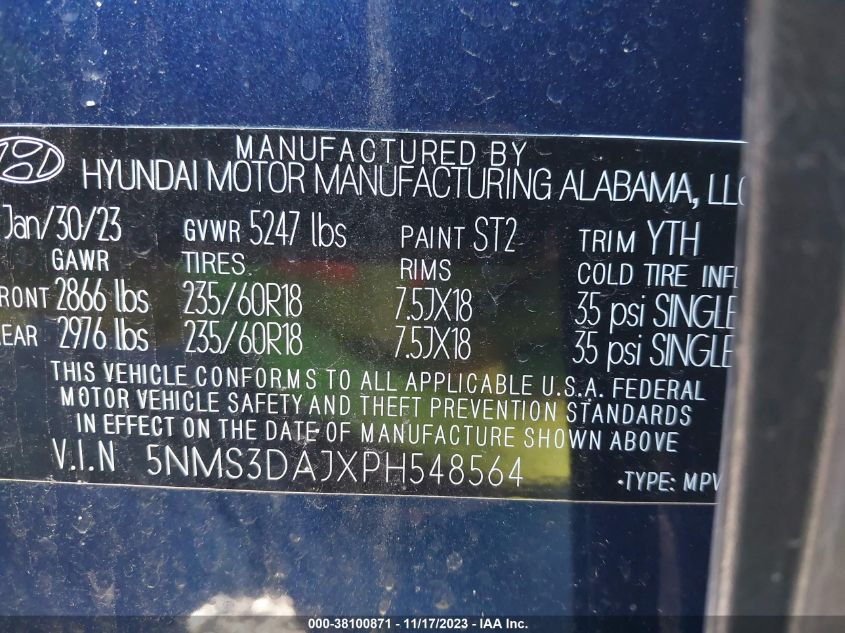 MANUFACTURED BY
HYUNDAI MOTOR MANUFACTURING ALABAMA, LLC
Jan/30/23 GVWR 5247 lbs PAINT ST2 TRIM YTH
GAWR TIRES. RIMS COLD TIRE INFL
FRONT 2866 lbs 235/60R18 7.5JX18 35 psi SINGLE
REAR 2976 lbs 235/60R18 7.5JX18 35 psi SINGLE
THIS VEHICLE CONFORMS TO ALL APPLICABLE U.S.A. FEDERAL
MOTOR VEHICLE SAFETY AND THEFT PREVENTION STANDARDS
IN EFFECT ON THE DATE OF MANUFACTURE SHOWN ABOVE
V.I.N 5NMS3DAJXPH548564 •TYPE: MPV
000-38100871 — 11/17/2023 - IAA Inc.